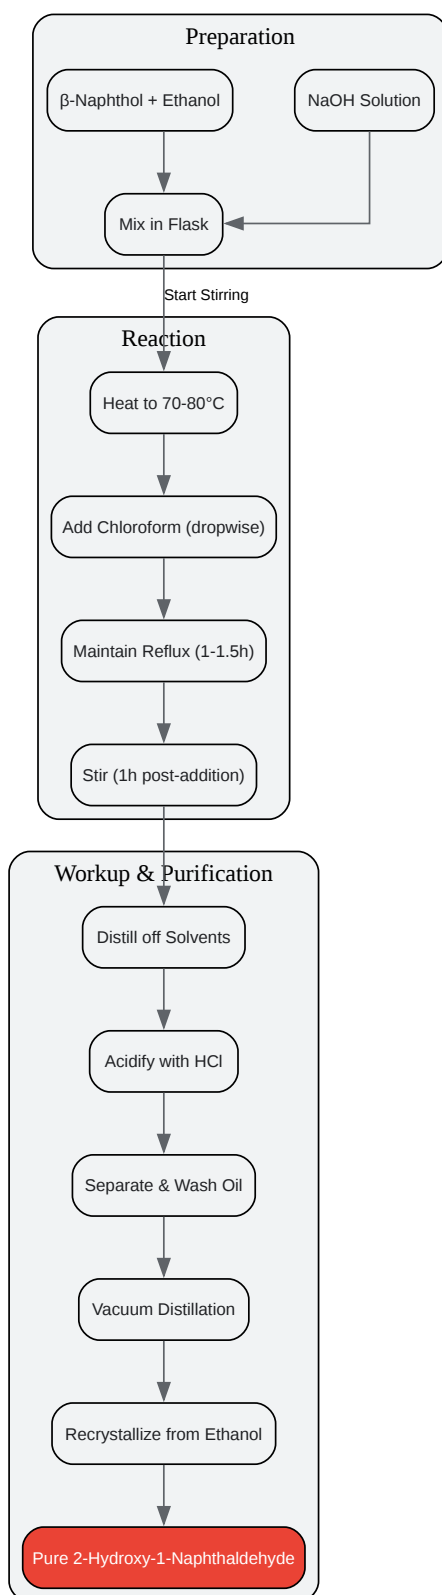 Preparation
β-Naphthol + Ethanol
NaOH Solution
Mix in Flask
Start Stirring
Reaction
Heat to 70-80°C
Add Chloroform (dropwise)
Maintain Reflux (1-1.5h)
Stir (1h post-addition)
Workup & Purification
Distill off Solvents
Acidify with HCl
Separate & Wash Oil
Vacuum Distillation
Recrystallize from Ethanol
Pure 2-Hydroxy-1-Naphthaldehyde